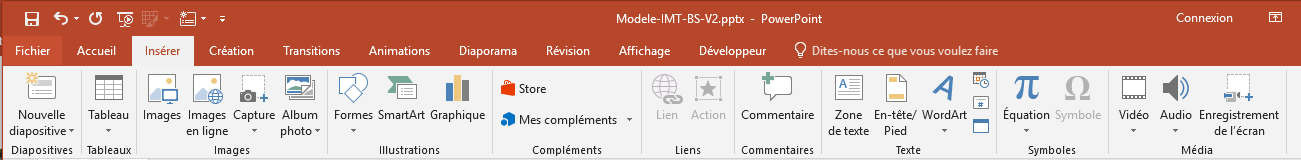 Modele-IMT-BS-V2.pptx - PowerPoint
Connexion
Fichier Accueil Insérer Création Transitions Animations Diaporama Révision Affichage Développeur Dites-nous ce que vous voulez faire
Nouvelle diapositive
Tableau
Images
Images en ligne
Capture
Album photo
Formes
SmartArt
Graphique
Store
Mes compléments
Lien
Action
Commentaire
Zone de texte
En-tête/ Pied
WordArt
Équation
Symbole
Vidéo
Audio
Enregistrement de l'écran
Diapositives Tableaux Images Illustrations Compléments Liens Commentaires Texte Symboles Média